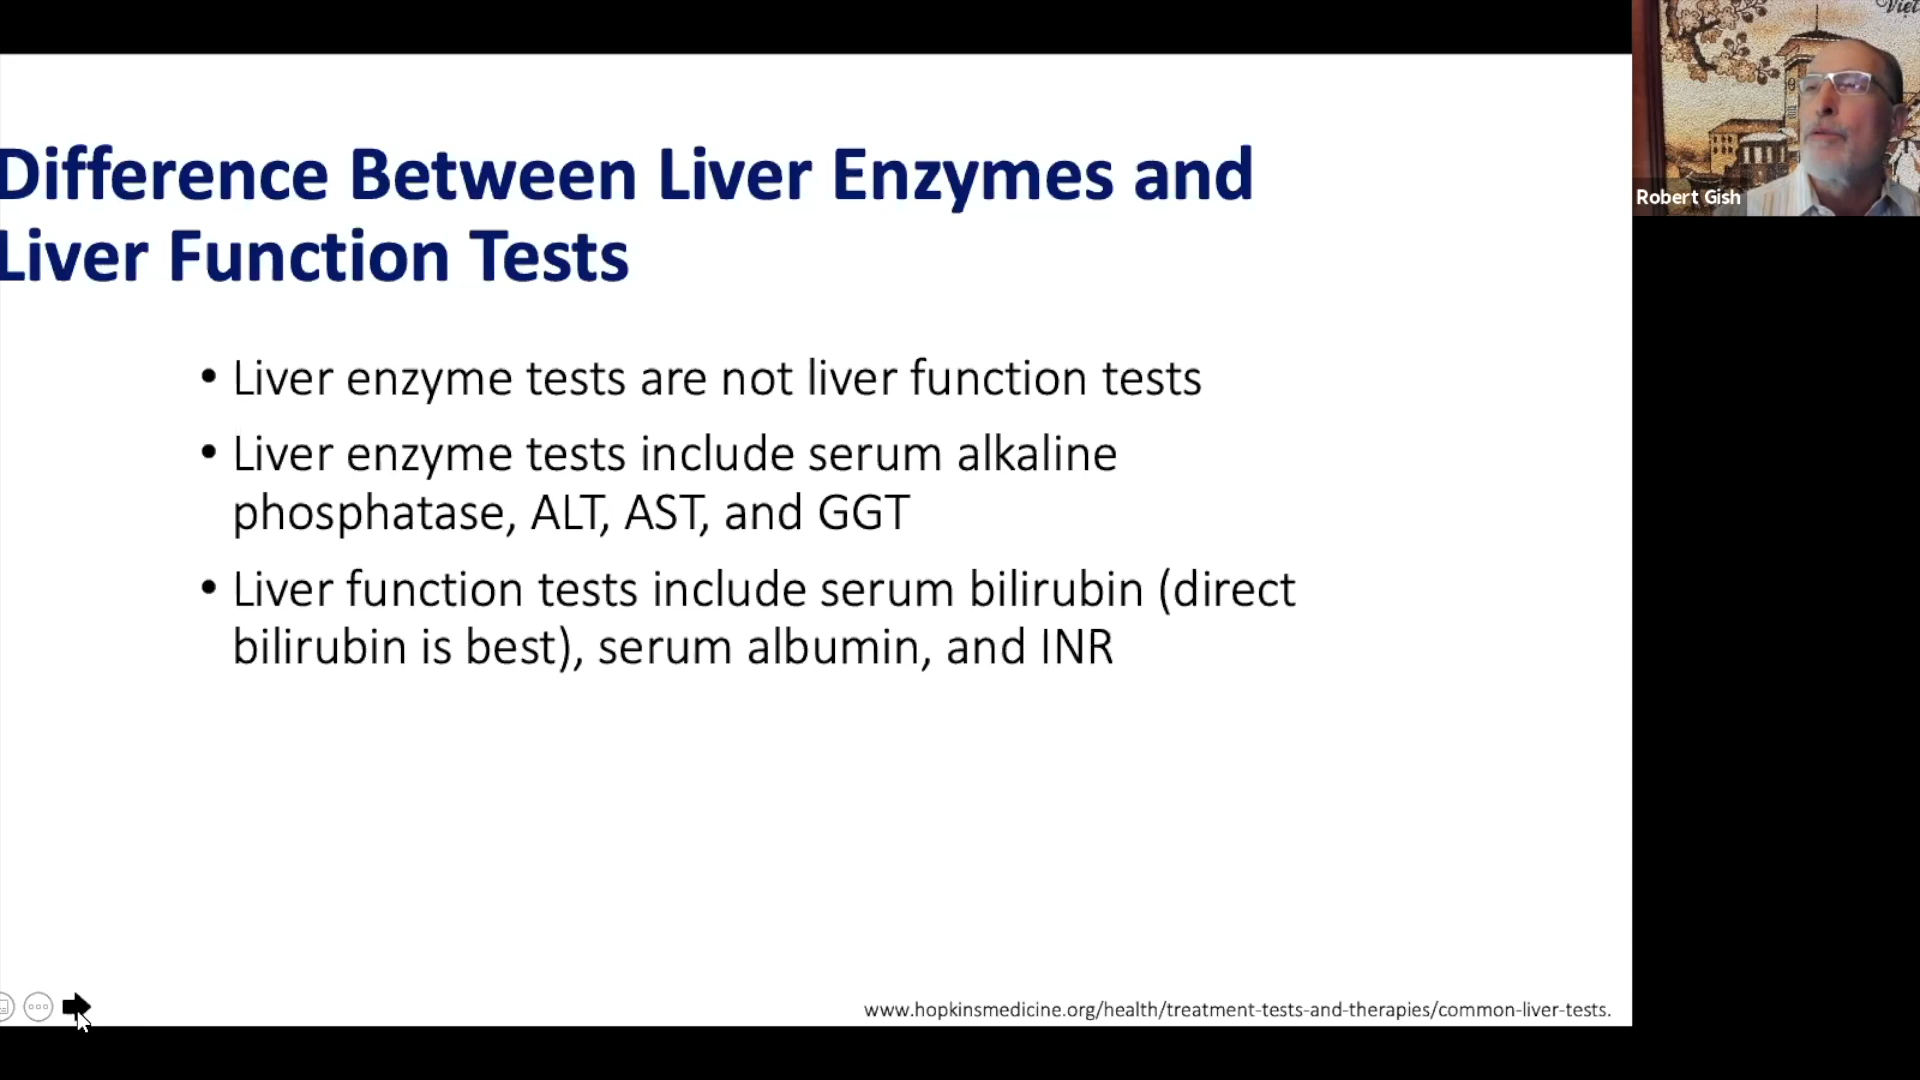 Difference Between Liver Enzymes and
Liver Function Tests
• Liver enzyme tests are not liver function tests
• Liver enzyme tests include serum alkaline
phosphatase, ALT, AST, and GGT
• Liver function tests include serum bilirubin (direct
bilirubin is best), serum albumin, and INR
www.hopkinsmedicine.org/health/treatment-tests-and-therapies/common-liver-tests.
Việt
Robert Gish